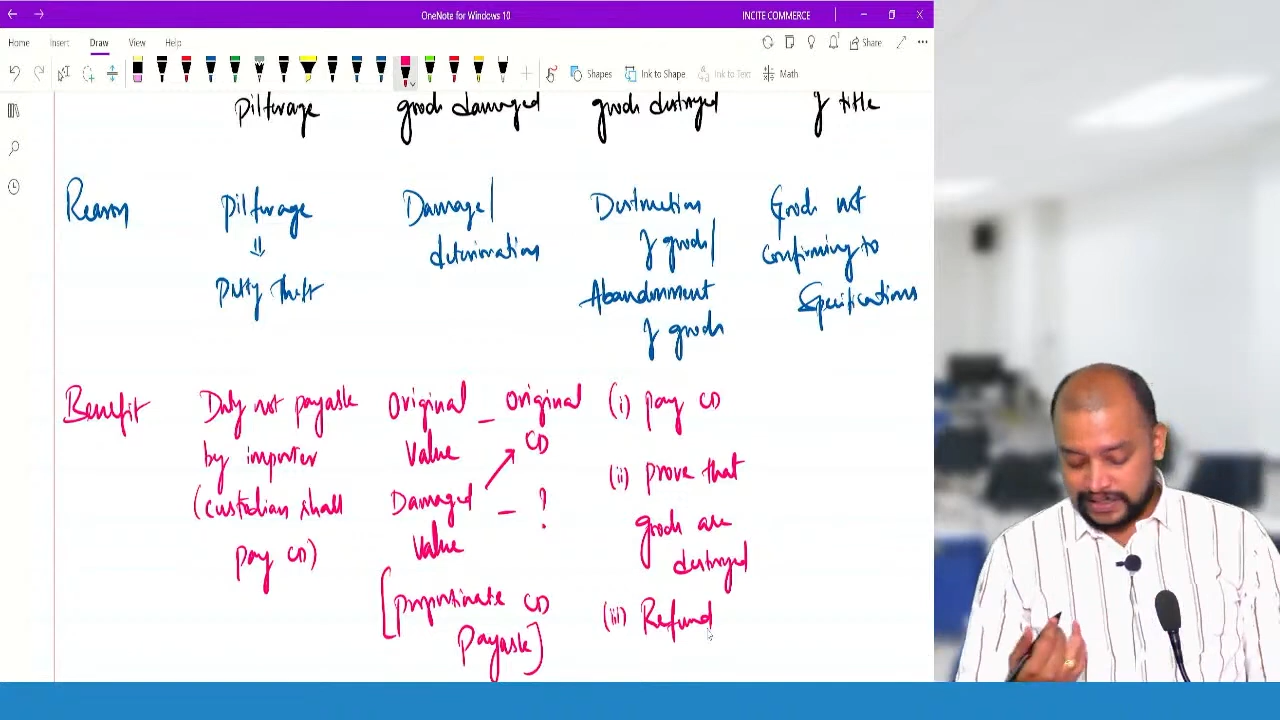 OneNote for Windows 10
INCITE COMMERCE
Home Insert Draw View Help
Share
Shapes Ink to Shape Ink to Text Math
pilferage goods damaged goods destroyed of title
Reason pilferage Damage/ Destruction Goods not
deterioration of goods/ confirming to
petty theft Abandonment Specifications
of goods
Benefit Duty not payable Original – Original (i) pay CD
by importer Value CD (ii) prove that
(custodian shall Damaged – ? goods are
pay CD) Value destroyed
[proportionate CD (iii) Refund
payable]